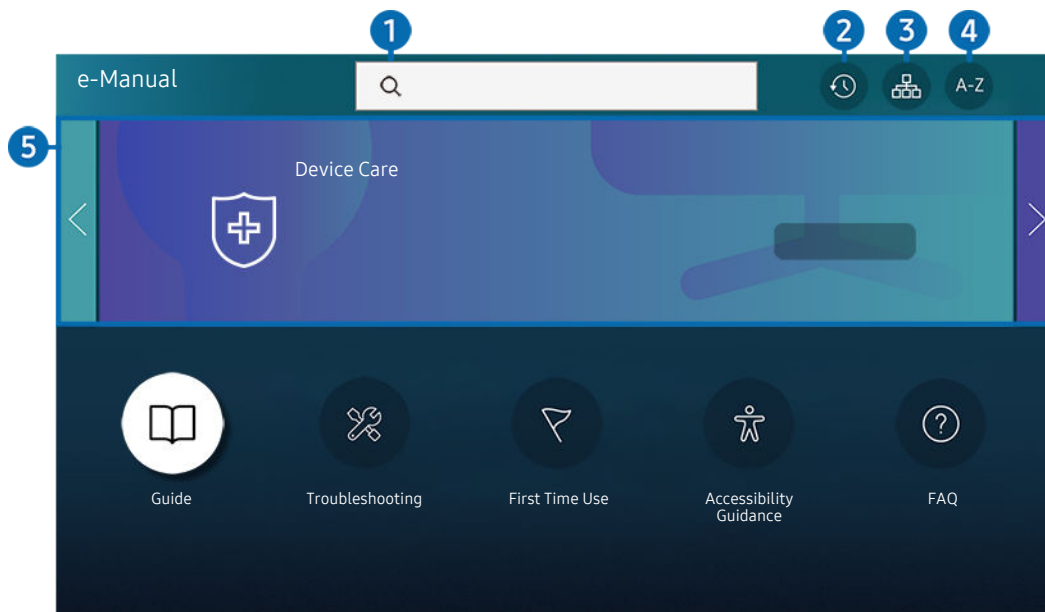 1
2
3
4
e-Manual
A-Z
5
Device Care
Guide
Troubleshooting
First Time Use
Accessibility
Guidance
FAQ
?